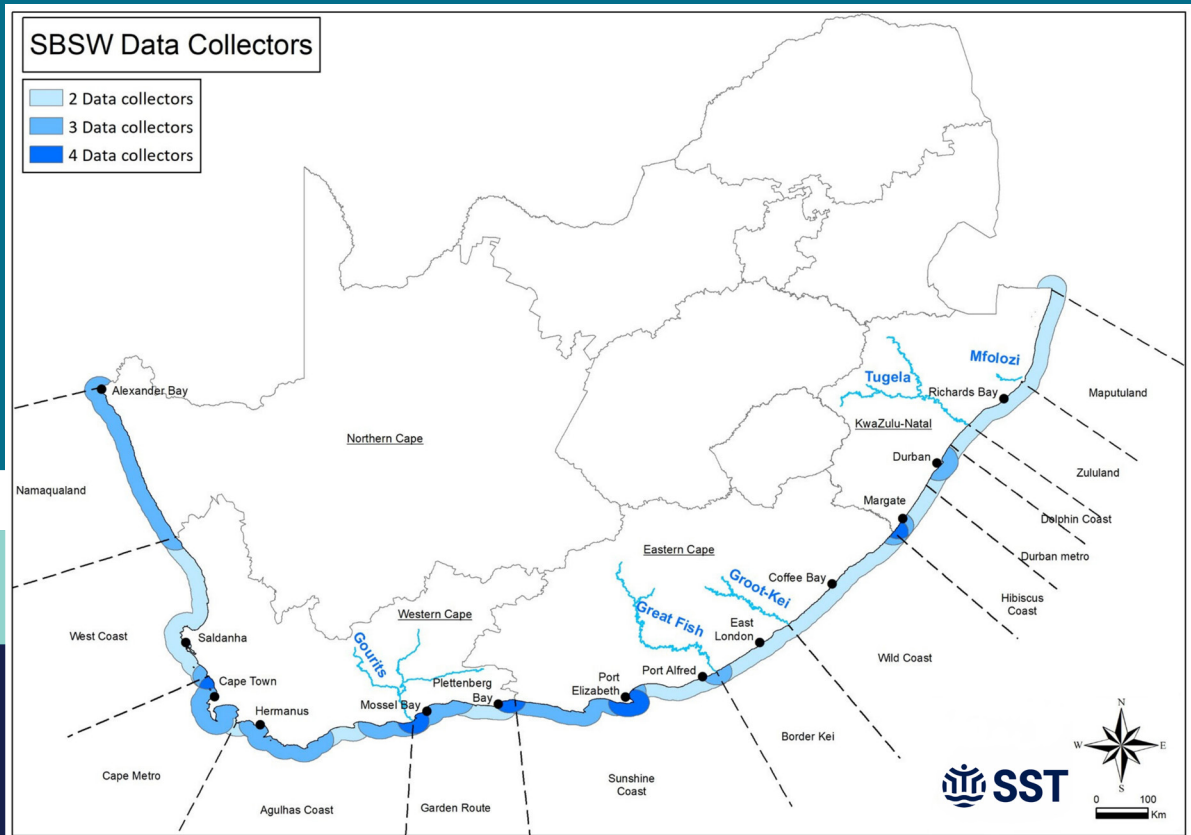 SBSW Data Collectors
2 Data collectors
3 Data collectors
4 Data collectors
Alexander Bay
Namaqualand
Northern Cape
West Coast
Saldanha
Cape Town
Hermanus
Cape Metro
Agulhas Coast
Western Cape
Gourits
Mossel Bay
Plettenberg
Bay
Garden Route
Port
Elizabeth
Sunshine
Coast
Eastern Cape
Great Fish
Port Alfred
Groot-Kei
East
London
Border Kei
Coffee Bay
Wild Coast
Margate
Hibiscus
Coast
Durban
Durban metro
Dolphin Coast
KwaZulu-Natal
Tugela
Zululand
Richards Bay
Mfolozi
Maputuland
SST
N
W
E
S
0 100
Km